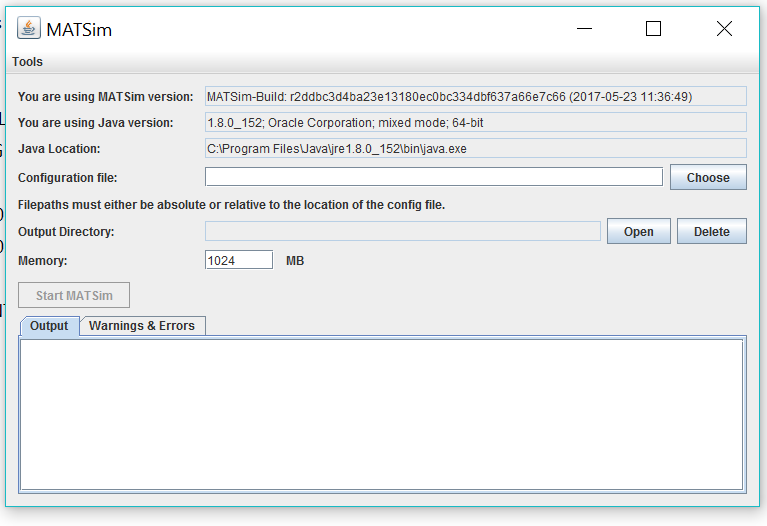 MATSim
Tools
You are using MATSim version: MATSim-Build: r2ddbc3d4ba23e13180ec0bc334dbf637a66e7c66 (2017-05-23 11:36:49)
You are using Java version: 1.8.0_152; Oracle Corporation; mixed mode; 64-bit
Java Location: C:\Program Files\Java\jre1.8.0_152\bin\java.exe
Configuration file: Choose
Filepaths must either be absolute or relative to the location of the config file.
Output Directory: Open Delete
Memory: 1024 MB
Start MATSim
Output Warnings & Errors